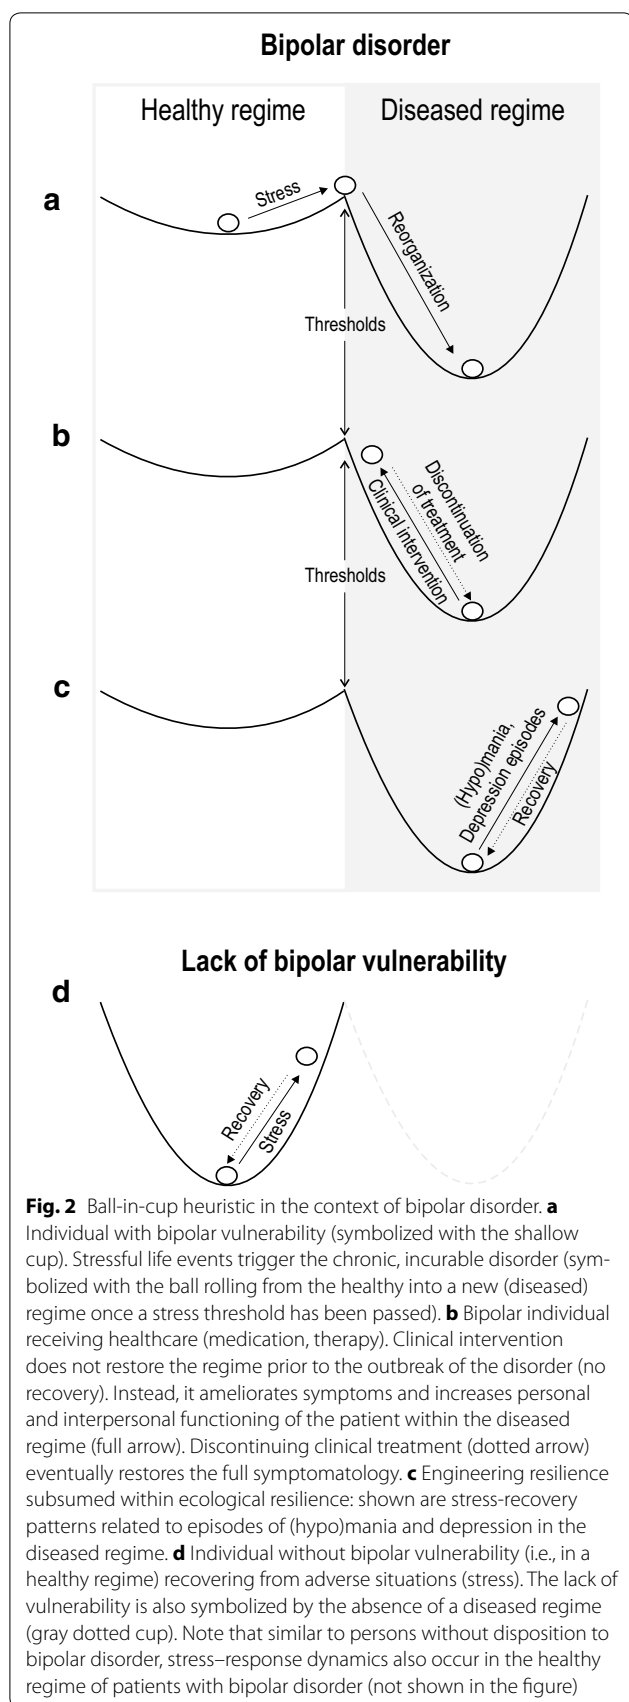 Bipolar disorder
Healthy regime
Diseased regime
a
Stress
Reorganization
Thresholds
b
Discontinuation
of treatment
Clinical intervention
Thresholds
c
(Hypo)mania,
Depression episodes
Recovery
Lack of bipolar vulnerability
d
Recovery
Stress
Fig. 2 Ball-in-cup heuristic in the context of bipolar disorder. a
Individual with bipolar vulnerability (symbolized with the shallow
cup). Stressful life events trigger the chronic, incurable disorder (sym-
bolized with the ball rolling from the healthy into a new (diseased)
regime once a stress threshold has been passed). b Bipolar individual
receiving healthcare (medication, therapy). Clinical intervention
does not restore the regime prior to the outbreak of the disorder (no
recovery). Instead, it ameliorates symptoms and increases personal
and interpersonal functioning of the patient within the diseased
regime (full arrow). Discontinuing clinical treatment (dotted arrow)
eventually restores the full symptomatology. c Engineering resilience
subsumed within ecological resilience: shown are stress-recovery
patterns related to episodes of (hypo)mania and depression in the
diseased regime. d Individual without bipolar vulnerability (i.e., in a
healthy regime) recovering from adverse situations (stress). The lack of
vulnerability is also symbolized by the absence of a diseased regime
(gray dotted cup). Note that similar to persons without disposition to
bipolar disorder, stress–response dynamics also occur in the healthy
regime of patients with bipolar disorder (not shown in the figure)